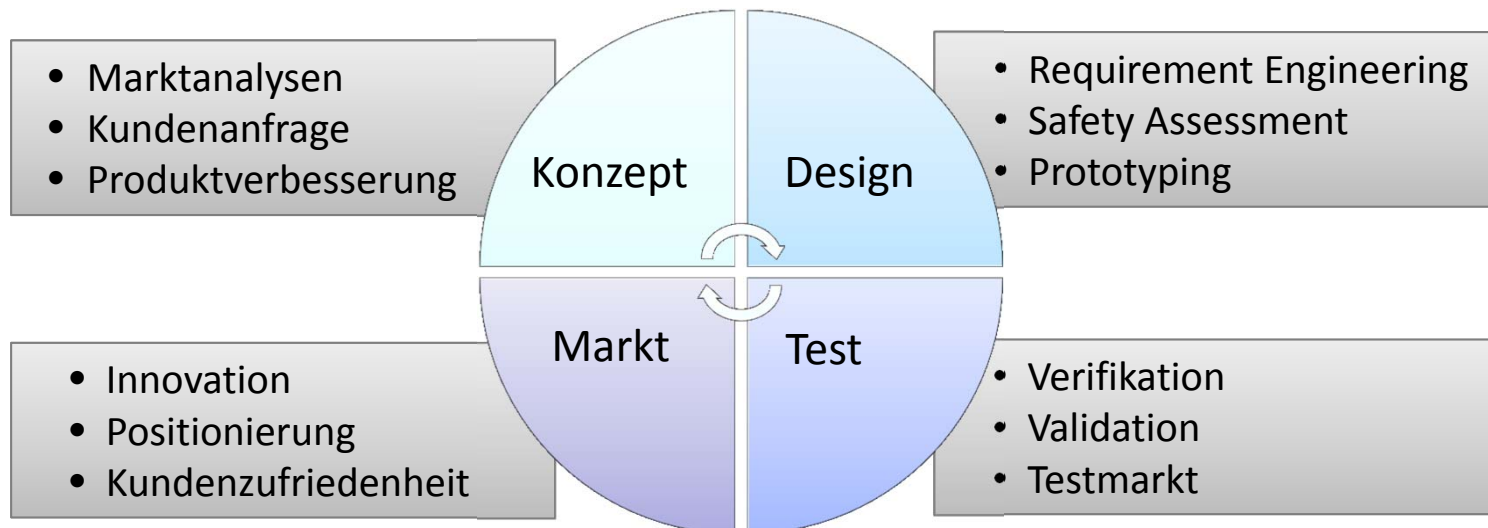 • Marktanalysen
• Kundenanfrage
• Produktverbesserung
Konzept
Design
• Requirement Engineering
• Safety Assessment
• Prototyping
• Innovation
• Positionierung
• Kundenzufriedenheit
Markt
Test
• Verifikation
• Validation
• Testmarkt